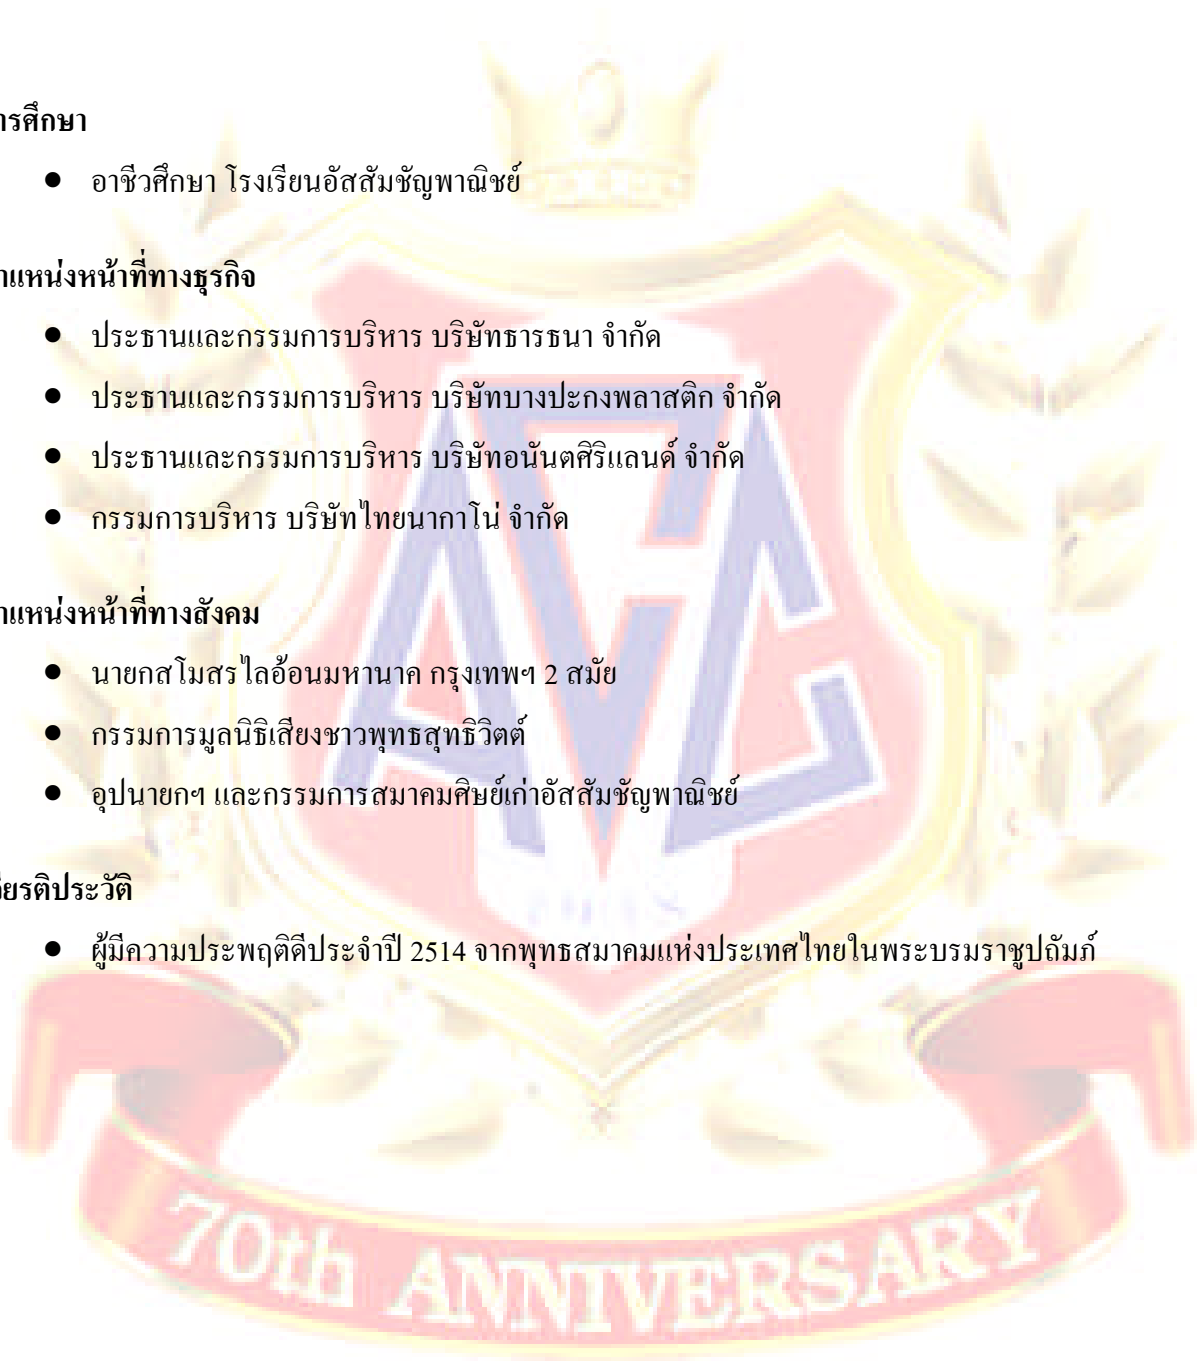 ารศึกษา
● อาชีวศึกษา โรงเรียนอัสสัมชัญพาณิชย์
ำแหน่งหน้าที่ทางธุรกิจ
● ประธานและกรรมการบริหาร บริษัทธารธนา จำกัด
● ประธานและกรรมการบริหาร บริษัทบางปะกงพลาสติก จำกัด
● ประธานและกรรมการบริหาร บริษัทอนันตศิริแลนด์ จำกัด
● กรรมการบริหาร บริษัทไทยนากาโน่ จำกัด
ำแหน่งหน้าที่ทางสังคม
● นายกสโมสรไลอ้อนมหานาค กรุงเทพฯ 2 สมัย
● กรรมการมูลนิธิเสียงชาวพุทธสุทธิวิตต์
● อุปนายกฯ และกรรมการสมาคมศิษย์เก่าอัสสัมชัญพาณิชย์
ียรติประวัติ
● ผู้มีความประพฤติดีประจำปี 2514 จากพุทธสมาคมแห่งประเทศไทยในพระบรมราชูปถัมภ์
70th ANNIVERSARY